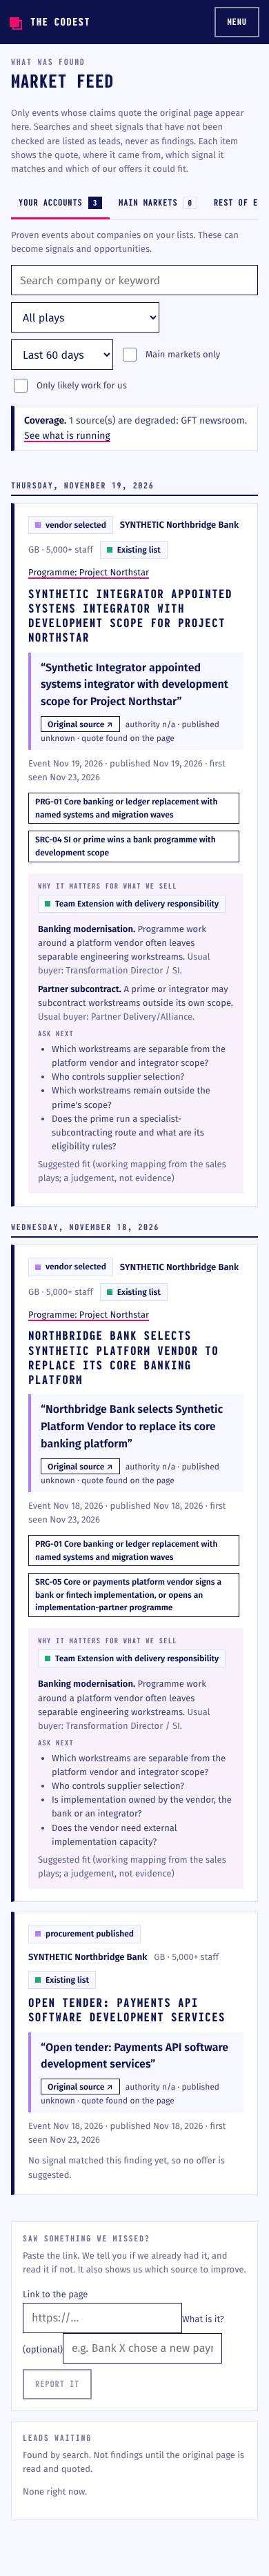 THE CODEST
MENU
WHAT WAS FOUND
MARKET FEED
Only events whose claims quote the original page appear
here. Searches and sheet signals that have not been
checked are listed as leads, never as findings. Each item
shows the quote, where it came from, which signal it
matches and which of our offers it could fit.
YOUR ACCOUNTS 3 MAIN MARKETS 0 REST OF E
Proven events about companies on your lists. These can
become signals and opportunities.
Search company or keyword
All plays
Last 60 days Main markets only
Only likely work for us
Coverage. 1 source(s) are degraded: GFT newsroom.
See what is running
THURSDAY, NOVEMBER 19, 2026
vendor selected SYNTHETIC Northbridge Bank
GB · 5,000+ staff Existing list
Programme: Project Northstar
SYNTHETIC INTEGRATOR APPOINTED
SYSTEMS INTEGRATOR WITH
DEVELOPMENT SCOPE FOR PROJECT
NORTHSTAR
“Synthetic Integrator appointed
systems integrator with development
scope for Project Northstar”
Original source ↗ authority n/a · published
unknown · quote found on the page
Event Nov 19, 2026 · published Nov 19, 2026 · first
seen Nov 23, 2026
PRG-01 Core banking or ledger replacement with
named systems and migration waves
SRC-04 SI or prime wins a bank programme with
development scope
WHY IT MATTERS FOR WHAT WE SELL
Team Extension with delivery responsibility
Banking modernisation. Programme work
around a platform vendor often leaves
separable engineering workstreams. Usual
buyer: Transformation Director / SI.
Partner subcontract. A prime or integrator may
subcontract workstreams outside its own scope.
Usual buyer: Partner Delivery/Alliance.
ASK NEXT
• Which workstreams are separable from the
platform vendor and integrator scope?
• Who controls supplier selection?
• Which workstreams remain outside the
prime's scope?
• Does the prime run a specialist-
subcontracting route and what are its
eligibility rules?
Suggested fit (working mapping from the sales
plays; a judgement, not evidence)
WEDNESDAY, NOVEMBER 18, 2026
vendor selected SYNTHETIC Northbridge Bank
GB · 5,000+ staff Existing list
Programme: Project Northstar
NORTHBRIDGE BANK SELECTS
SYNTHETIC PLATFORM VENDOR TO
REPLACE ITS CORE BANKING
PLATFORM
“Northbridge Bank selects Synthetic
Platform Vendor to replace its core
banking platform”
Original source ↗ authority n/a · published
unknown · quote found on the page
Event Nov 18, 2026 · published Nov 18, 2026 · first
seen Nov 23, 2026
PRG-01 Core banking or ledger replacement with
named systems and migration waves
SRC-05 Core or payments platform vendor signs a
bank or fintech implementation, or opens an
implementation-partner programme
WHY IT MATTERS FOR WHAT WE SELL
Team Extension with delivery responsibility
Banking modernisation. Programme work
around a platform vendor often leaves
separable engineering workstreams. Usual
buyer: Transformation Director / SI.
ASK NEXT
• Which workstreams are separable from the
platform vendor and integrator scope?
• Who controls supplier selection?
• Is implementation owned by the vendor, the
bank or an integrator?
• Does the vendor need external
implementation capacity?
Suggested fit (working mapping from the sales
plays; a judgement, not evidence)
procurement published
SYNTHETIC Northbridge Bank GB · 5,000+ staff
Existing list
OPEN TENDER: PAYMENTS API
SOFTWARE DEVELOPMENT SERVICES
“Open tender: Payments API software
development services”
Original source ↗ authority n/a · published
unknown · quote found on the page
Event Nov 18, 2026 · published Nov 18, 2026 · first
seen Nov 23, 2026
No signal matched this finding yet, so no offer is
suggested.
SAW SOMETHING WE MISSED?
Paste the link. We tell you if we already had it, and
read it if not. It also shows us which source to improve.
Link to the page
https://... What is it?
(optional) e.g. Bank X chose a new payr
REPORT IT
LEADS WAITING
Found by search. Not findings until the original page is
read and quoted.
None right now.